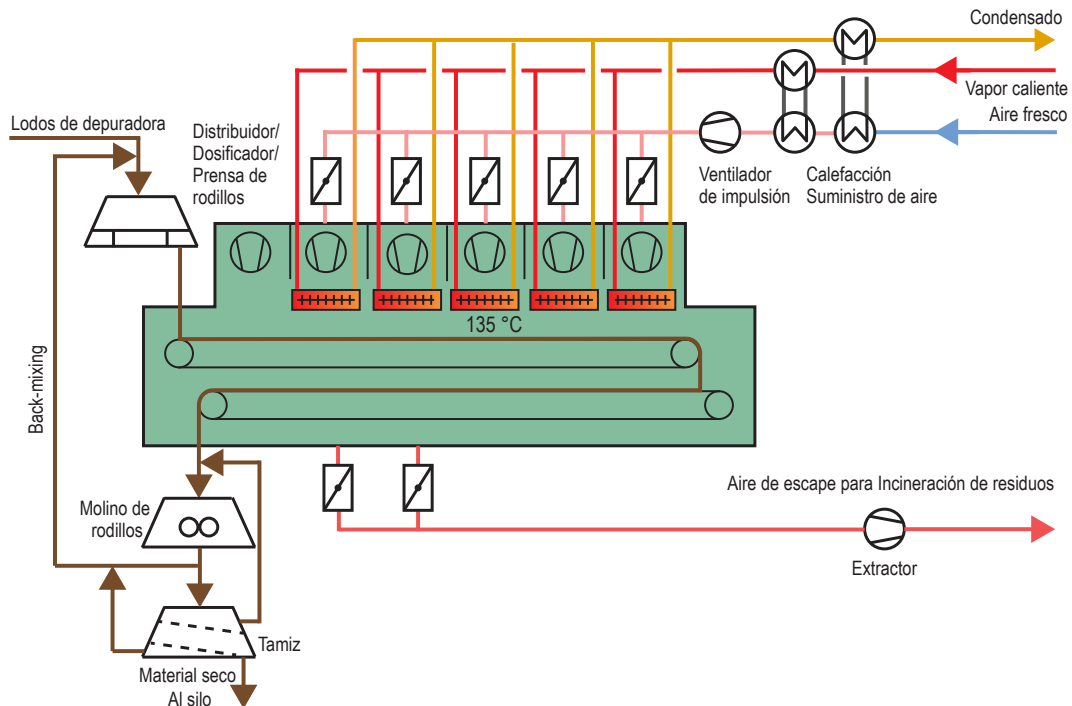 Condensado
Vapor caliente
Aire fresco
Lodos de depuradora
Distribuidor/
Dosificador/
Prensa de
rodillos
Ventilador
de impulsión
Calefacción
Suministro de aire
135 °C
Back-mixing
Molino de
rodillos
Aire de escape para Incineración de residuos
Extractor
Tamiz
Material seco
Al silo